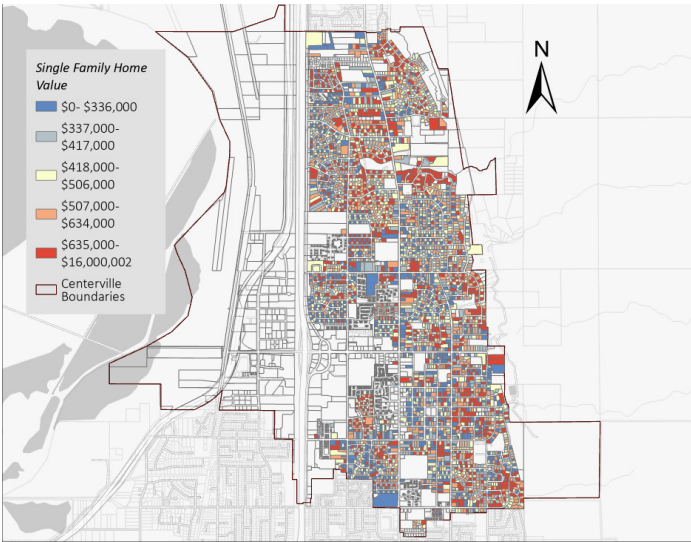 N
Single Family Home
Value
$0- $336,000
$337,000-
$417,000
$418,000-
$506,000
$507,000-
$634,000
$635,000-
$16,000,002
Centerville
Boundaries